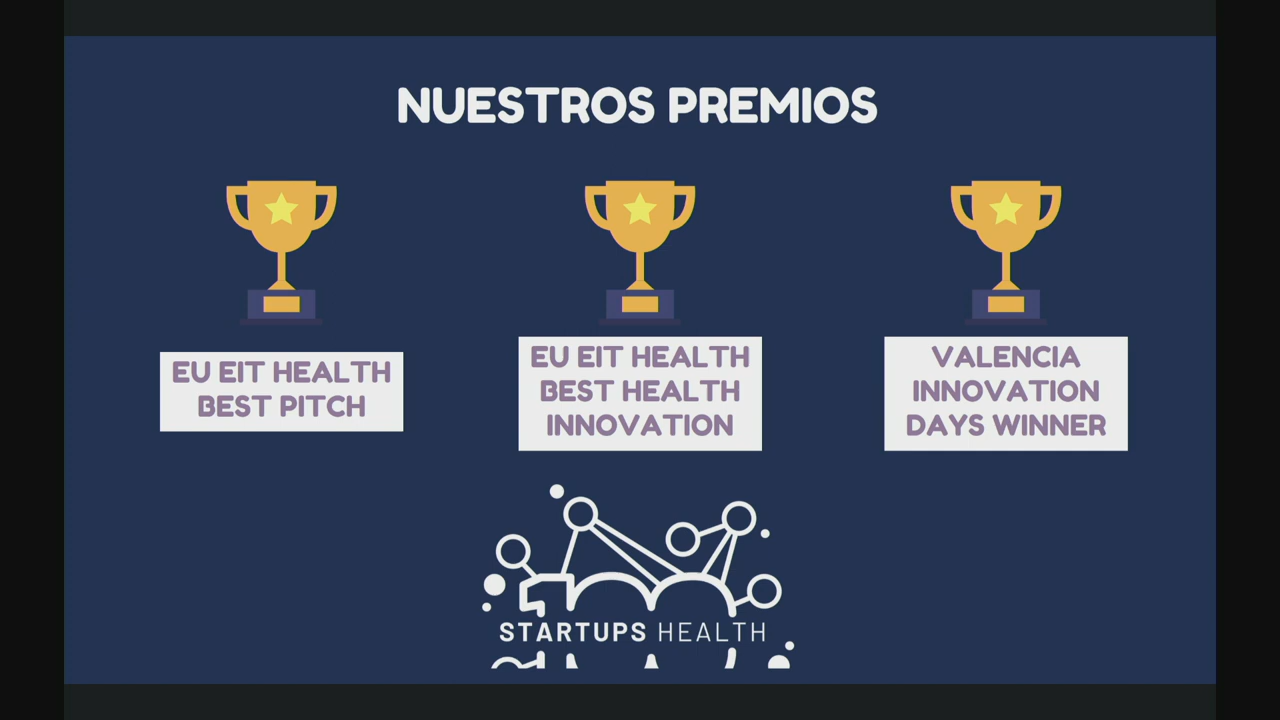 NUESTROS PREMIOS
EU EIT HEALTH
BEST PITCH
EU EIT HEALTH
BEST HEALTH
INNOVATION
VALENCIA
INNOVATION
DAYS WINNER
STARTUPS HEALTH